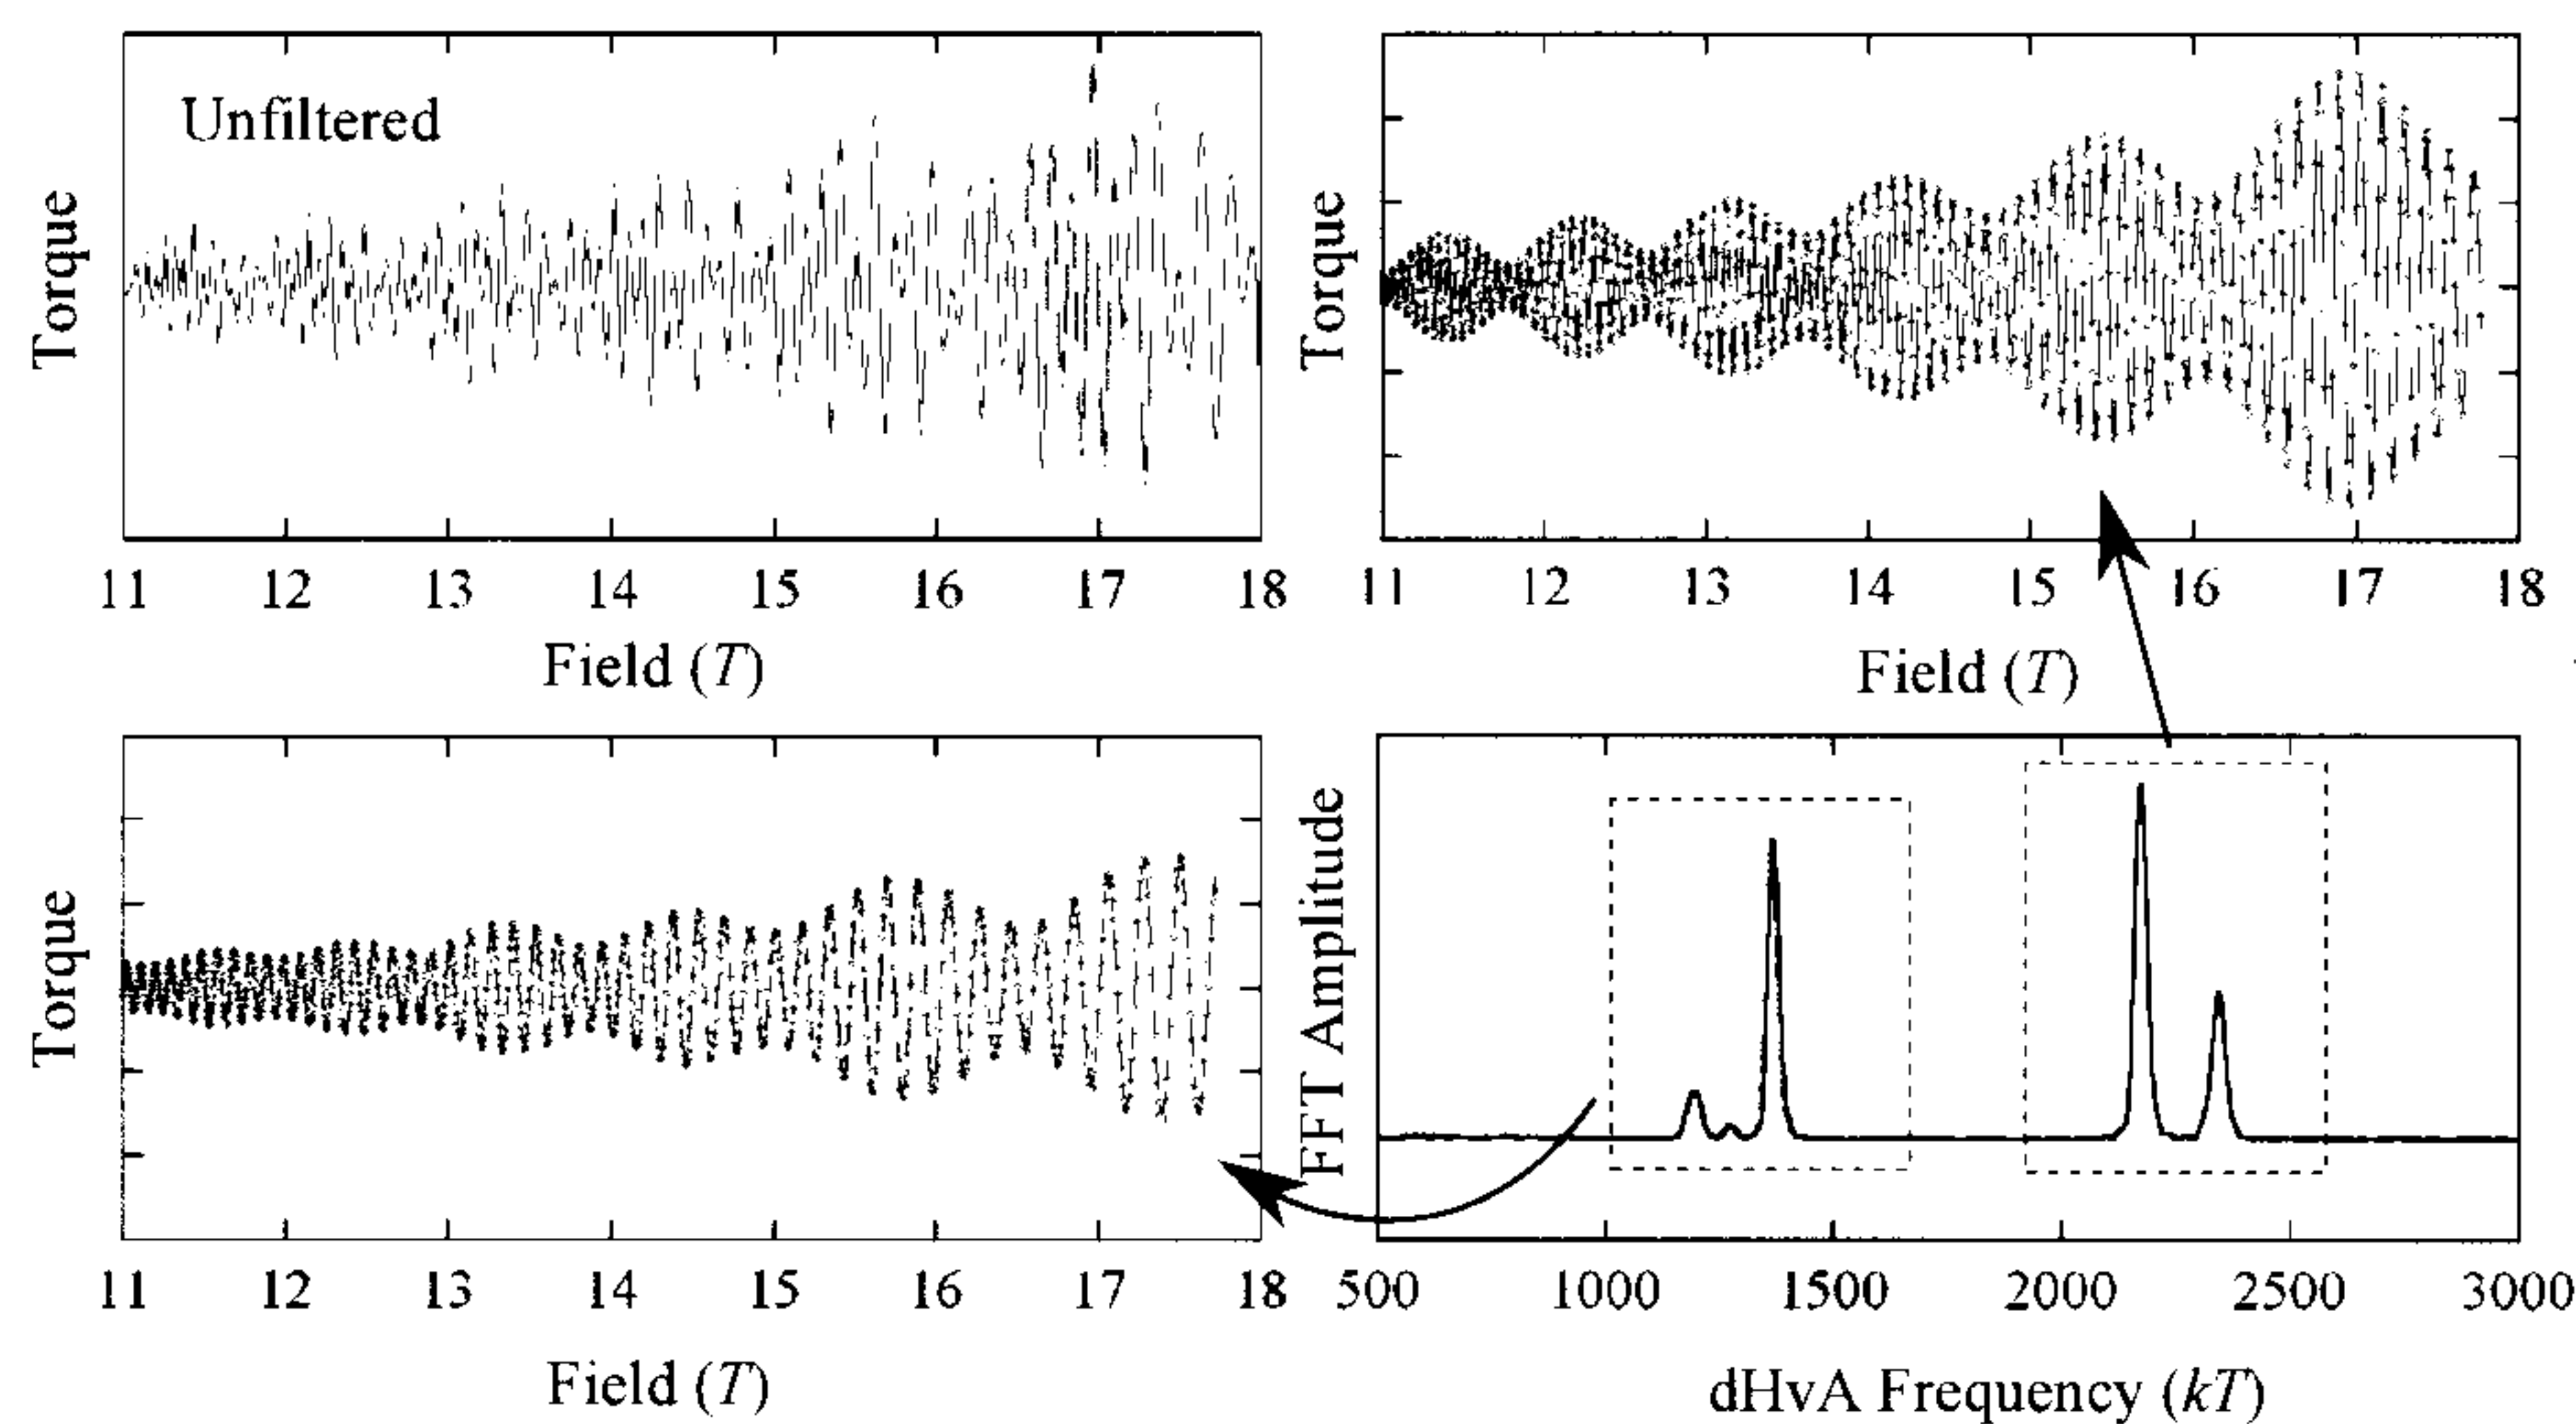 Unfiltered
Torque
11 12 13 14 15 16 17 18
Field (T)
Torque
11 12 13 14 15 16 17 18
Field (T)
Torque
11 12 13 14 15 16 17 18
Field (T)
FFT Amplitude
500 1000 1500 2000 2500 3000
dHvA Frequency (kT)